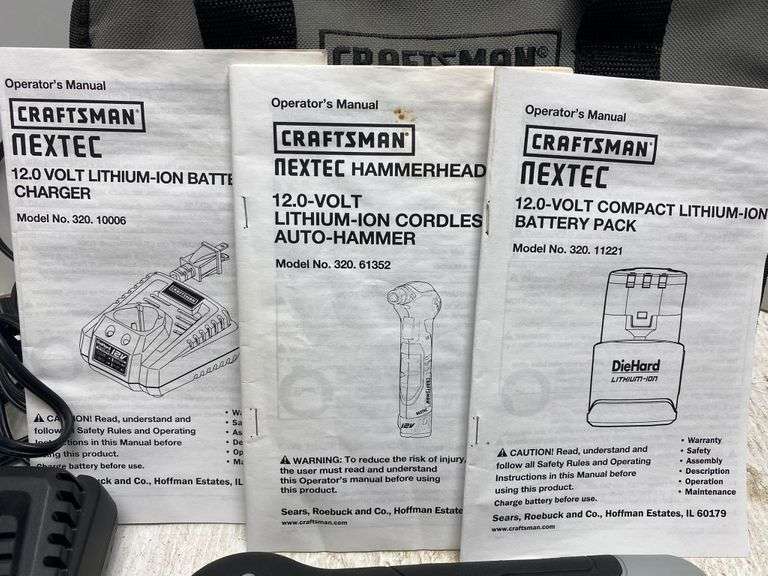 CRAFTSMAN®
Operator's Manual
CRAFTSMAN®
NEXTEC
12.0 VOLT LITHIUM-ION BATTE
CHARGER
Model No. 320. 10006
CRAFTSMAN
12V
CAUTION! Read, understand and
follow all Safety Rules and Operating
Instructions in this Manual before
using this product.
Charge battery before use.
buck and Co., Hoffman Estates, IL
Operator's Manual
CRAFTSMAN®
NEXTEC HAMMERHEAD
12.0-VOLT
LITHIUM-ION CORDLES
AUTO-HAMMER
Model No. 320. 61352
12V
WARNING: To reduce the risk of injury,
the user must read and understand
this Operator's manual before using
this product.
Sears, Roebuck and Co., Hoffman Estates,
www.craftsman.com
Operator's Manual
CRAFTSMAN®
NEXTEC
12.0-VOLT COMPACT LITHIUM-ION
BATTERY PACK
Model No. 320. 11221
DieHard
LITHIUM-ION
CAUTION! Read, understand and
follow all Safety Rules and Operating
Instructions in this Manual before
using this product.
Charge battery before use.
• Warranty
• Safety
• Assembly
• Description
• Operation
• Maintenance
Sears, Roebuck and Co., Hoffman Estates, IL 60179
www.craftsman.com